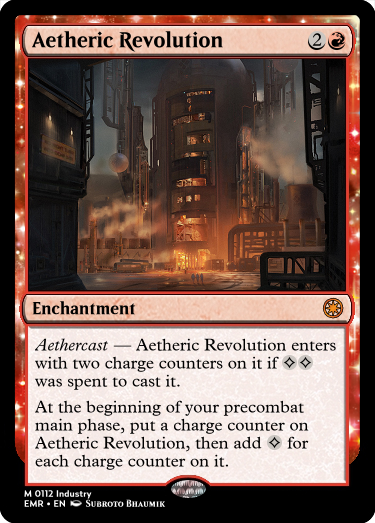 Aetheric Revolution 2
Enchantment
Aethercast — Aetheric Revolution enters
with two charge counters on it if
was spent to cast it.
At the beginning of your precombat
main phase, put a charge counter on
Aetheric Revolution, then add for
each charge counter on it.
M 0112 Industry
EMR • EN Subroto Bhaumik